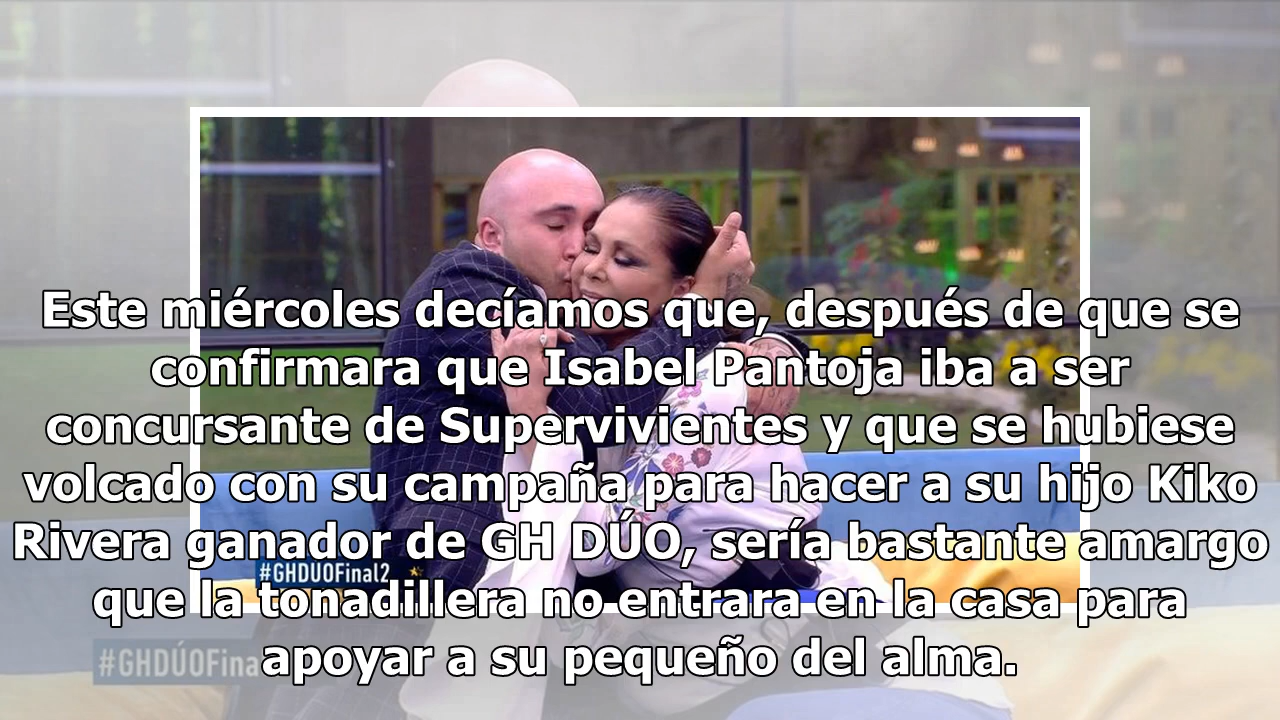 Este miércoles decíamos que, después de que se
confirmara que Isabel Pantoja iba a ser
concursante de Supervivientes y que se hubiese
volcado con su campaña para hacer a su hijo Kiko
Rivera ganador de GH DÚO, sería bastante amargo
#GHDUOFinal2
que la tonadillera no entrara en la casa para
apoyar a su pequeño del alma.